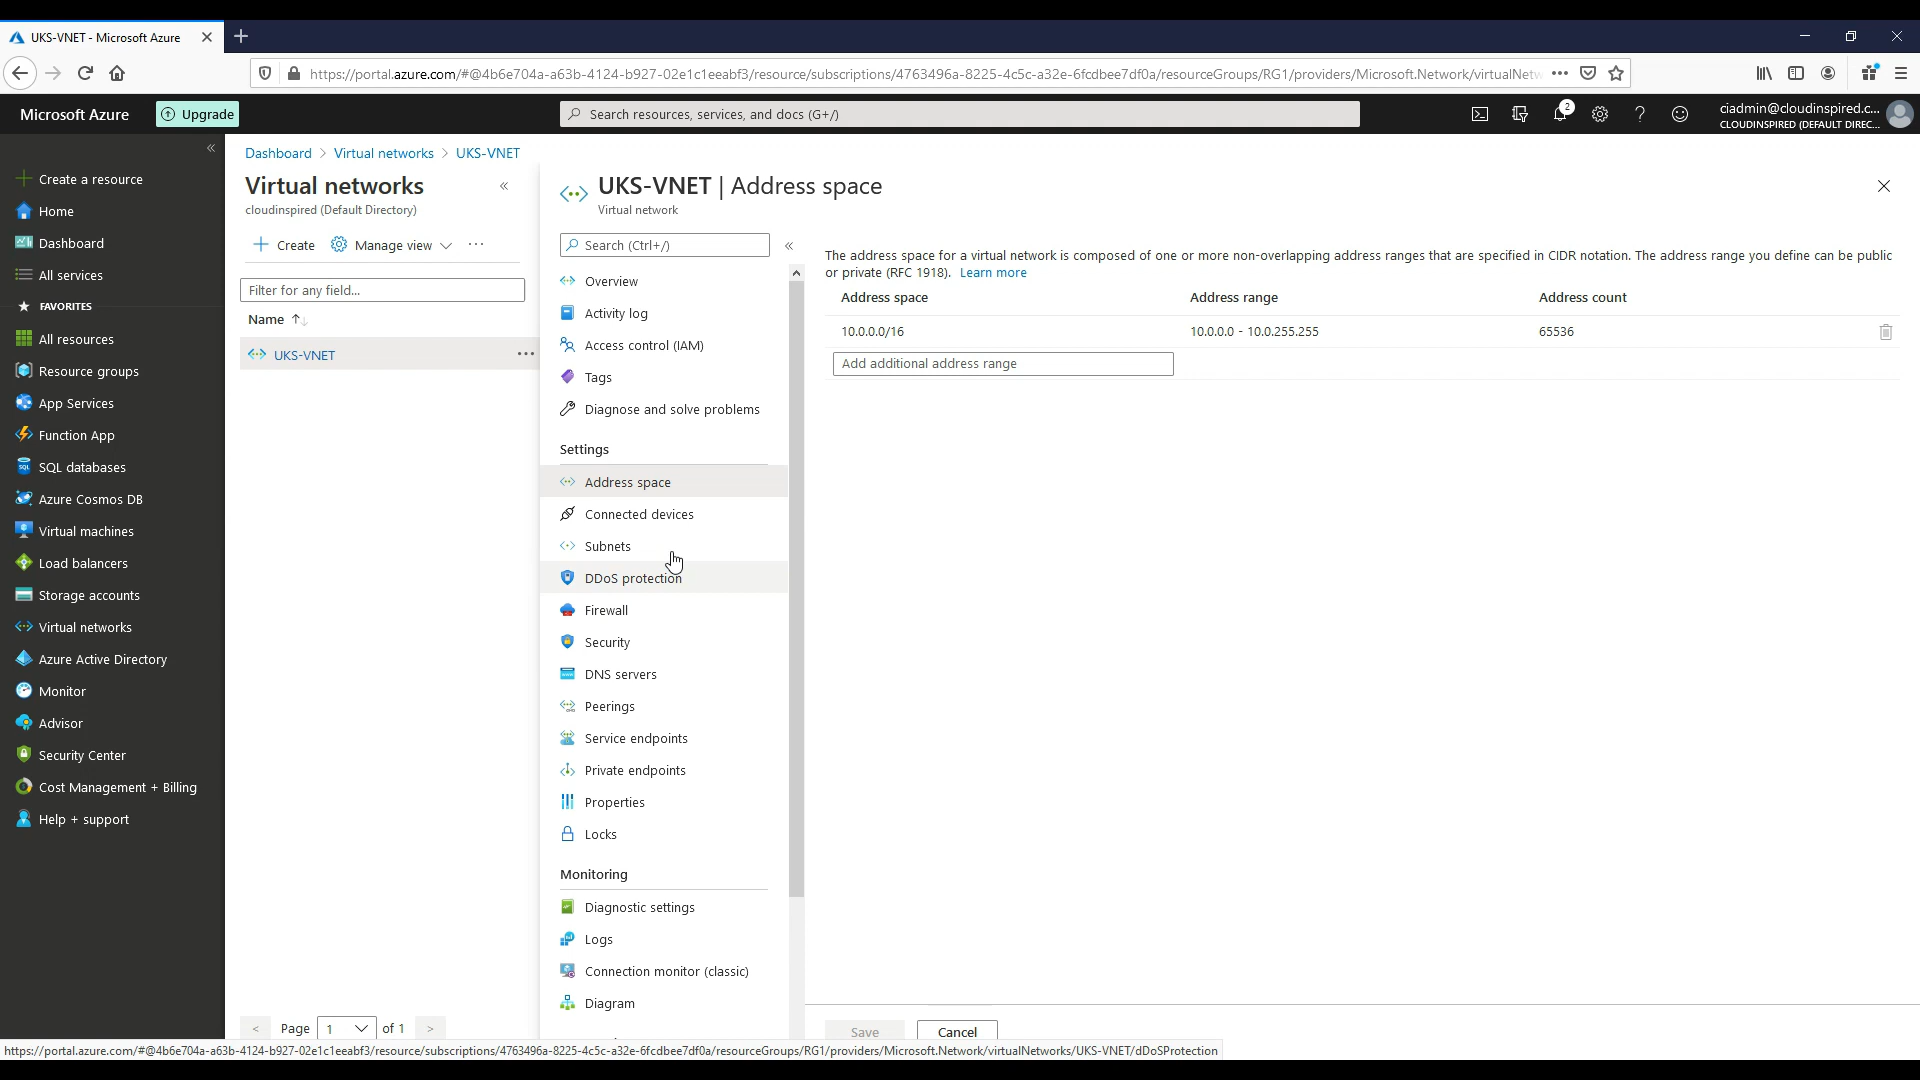 UKS-VNET - Microsoft Azure
https://portal.azure.com/#@4b6e704a-a63b-4124-b927-02e1c1eeabf3/resource/subscriptions/4763496a-8225-4c5c-a32e-6fcdbee7df0a/resourceGroups/RG1/providers/Microsoft.Network/virtualNetw
Microsoft Azure
Upgrade
Search resources, services, and docs (G+/)
2
ciadmin@cloudinspired.c...
CLOUDINSPIRED (DEFAULT DIREC...
Create a resource
Home
Dashboard
All services
FAVORITES
All resources
Resource groups
App Services
Function App
SQL databases
Azure Cosmos DB
Virtual machines
Load balancers
Storage accounts
Virtual networks
Azure Active Directory
Monitor
Advisor
Security Center
Cost Management + Billing
Help + support
Dashboard > Virtual networks > UKS-VNET
Virtual networks
cloudinspired (Default Directory)
Create
Manage view
Filter for any field...
Name
UKS-VNET
< Page 1 of 1 >
UKS-VNET | Address space
Virtual network
Search (Ctrl+/)
Overview
Activity log
Access control (IAM)
Tags
Diagnose and solve problems
Settings
Address space
Connected devices
Subnets
DDoS protection
Firewall
Security
DNS servers
Peerings
Service endpoints
Private endpoints
Properties
Locks
Monitoring
Diagnostic settings
Logs
Connection monitor (classic)
Diagram
The address space for a virtual network is composed of one or more non-overlapping address ranges that are specified in CIDR notation. The address range you define can be public
or private (RFC 1918). Learn more
Address space Address range Address count
10.0.0.0/16 10.0.0.0 - 10.0.255.255 65536
Add additional address range
Save Cancel
https://portal.azure.com/#@4b6e704a-a63b-4124-b927-02e1c1eeabf3/resource/subscriptions/4763496a-8225-4c5c-a32e-6fcdbee7df0a/resourceGroups/RG1/providers/Microsoft.Network/virtualNetworks/UKS-VNET/dDoSProtection